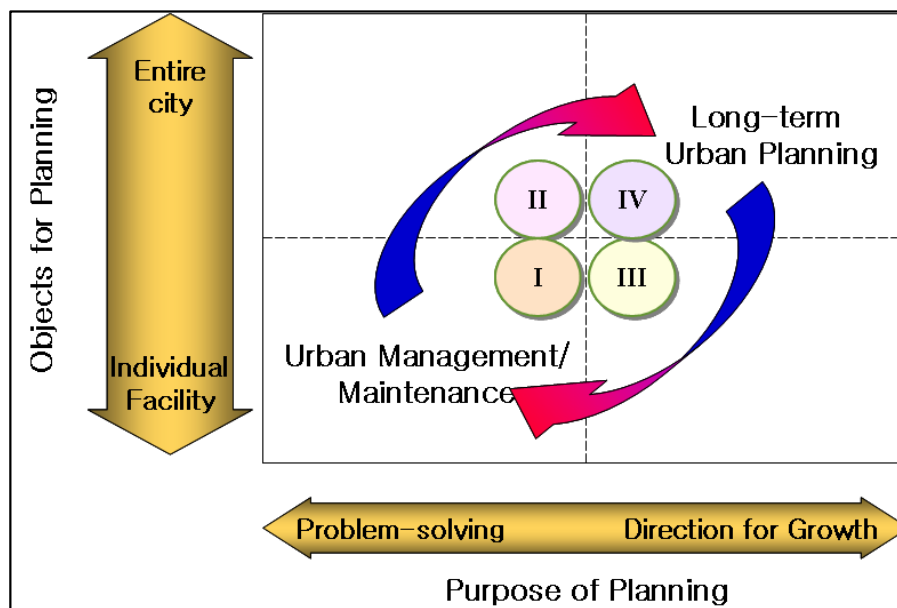 Objects for Planning
Entire
city
Individual
Facility
Long-term
Urban Planning
II
IV
I
III
Urban Management/
Maintenance
Problem-solving
Direction for Growth
Purpose of Planning